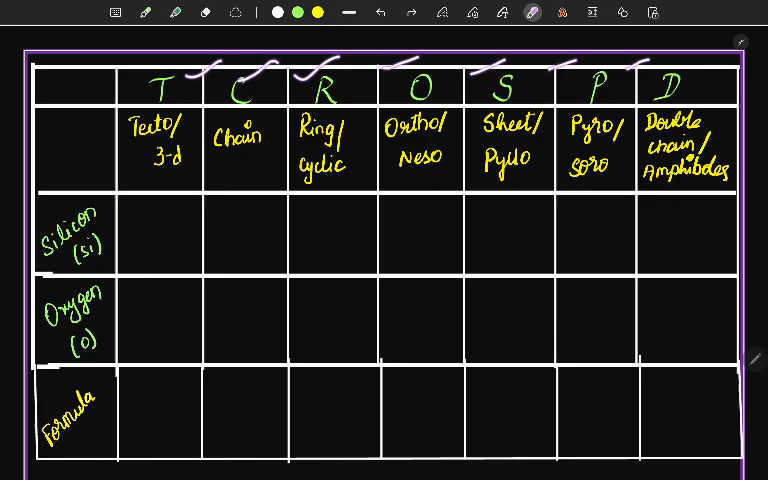 T C R O S P D
Tecto/ 3-d
Chain
Ring/ cyclic
Ortho/ Neso
Sheet/ Pyllo
Pyro/ Soro
Double chain/ Amphiboles
Silicon (Si)
Oxygen (O)
Formula